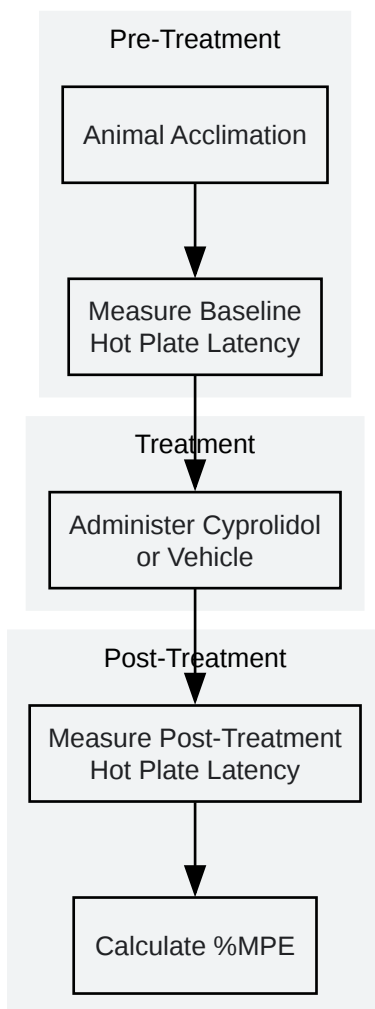 Pre-Treatment
Animal Acclimation
Measure Baseline
Hot Plate Latency
Treatment
Administer Cyprolidol
or Vehicle
Post-Treatment
Measure Post-Treatment
Hot Plate Latency
Calculate %MPE